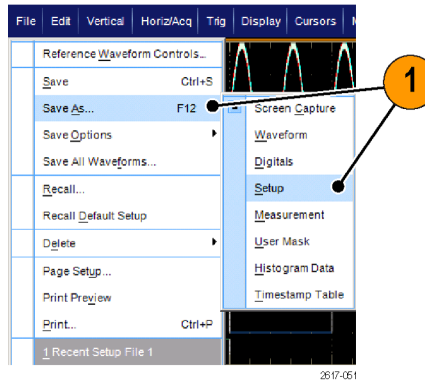 File Edit Vertical Horiz/Acq Trig Display Cursors
Reference Waveform Controls...
Save Ctrl+S
Save As... F12
Save Options
Save All Waveforms...
Recall...
Recall Default Setup
Delete
Page Setup...
Print Preview
Print... Ctrl+P
1 Recent Setup File 1
Screen Capture
Waveform
Digitals
Setup
Measurement
User Mask
Histogram Data
Timestamp Table
1
2617-051